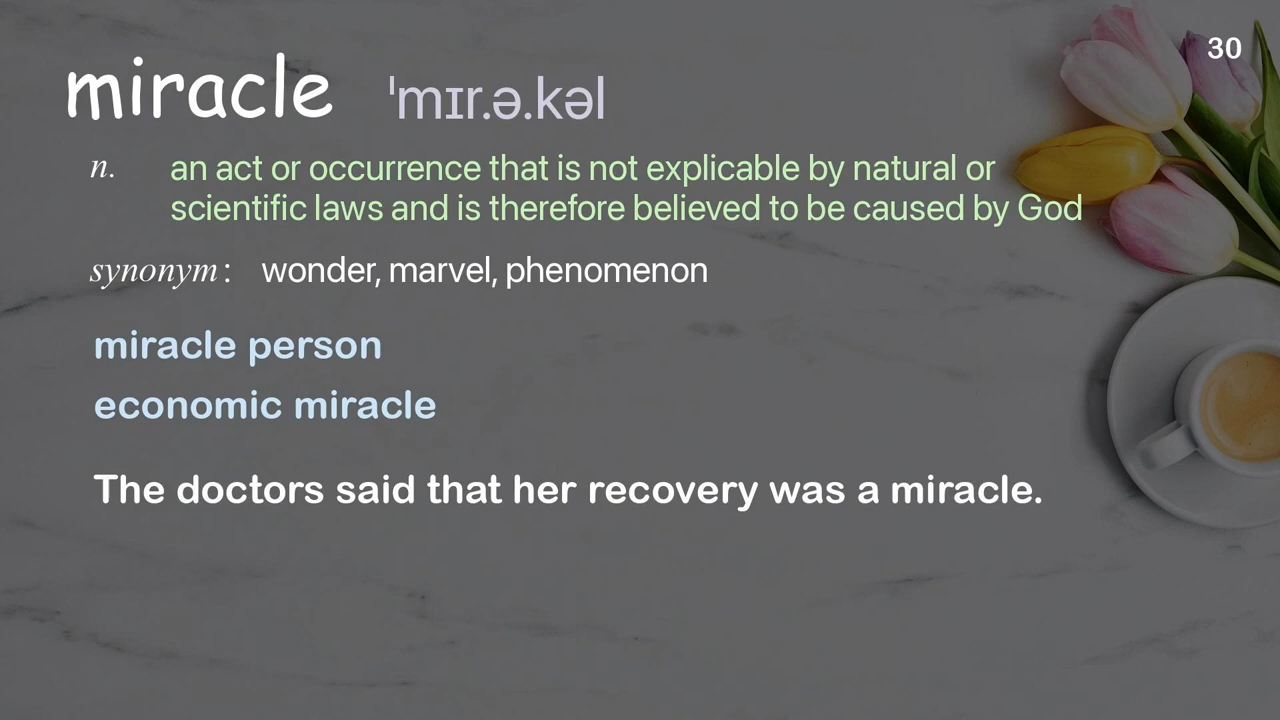 30
miracle ˈmɪr.ə.kəl
n. an act or occurrence that is not explicable by natural or
scientific laws and is therefore believed to be caused by God
synonym: wonder, marvel, phenomenon
miracle person
economic miracle
The doctors said that her recovery was a miracle.